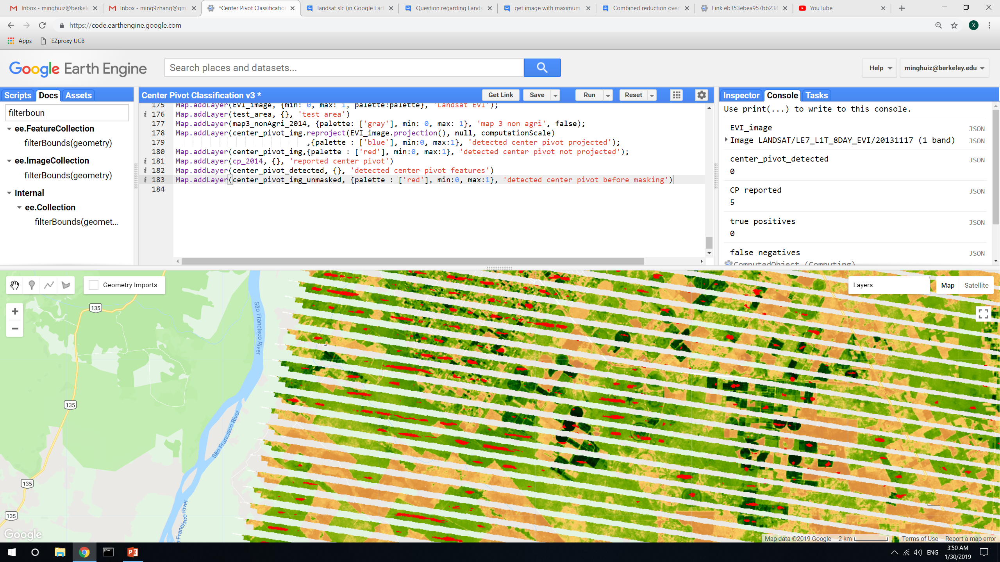 Inbox - minghuiz@berkele
Inbox - ming9zhang@gma
*Center Pivot Classificatio
landsat slc (in Google Eart
Question regarding Lands
get image with maximum
Combined reduction over
Link eb353ebea957bb238
YouTube
https://code.earthengine.google.com
X
Apps
EZproxy UCB
Google Earth Engine
Search places and datasets...
Help
minghuiz@berkeley.edu
Scripts
Docs
Assets
filterboun
ee.FeatureCollection
filterBounds(geometry)
ee.ImageCollection
filterBounds(geometry)
Internal
ee.Collection
filterBounds(geomet...
Center Pivot Classification v3 *
Get Link
Save
Run
Reset
175 Map.addLayer(EVI_image, {min: 0, max: 1, palette:palette}, 'Landsat EVI');
i 176 Map.addLayer(test_area, {}, 'test area')
177 Map.addLayer(map3_nonAgri_2014, {palette: ['gray'], min: 0, max: 1}, 'map 3 non agri', false);
178 Map.addLayer(center_pivot_img.reproject(EVI_image.projection(), null, computationScale)
179 ,{palette : ['blue'], min:0, max:1}, 'detected center pivot projected');
180 Map.addLayer(center_pivot_img,{palette : ['red'], min:0, max:1}, 'detected center pivot not projected');
i 181 Map.addLayer(cp_2014, {}, 'reported center pivot')
i 182 Map.addLayer(center_pivot_detected, {}, 'detected center pivot features')
i 183 Map.addLayer(center_pivot_img_unmasked, {palette : ['red'], min:0, max:1}, 'detected center pivot before masking')
184
Inspector
Console
Tasks
Use print(...) to write to this console.
EVI_image JSON
Image LANDSAT/LE7_L1T_8DAY_EVI/20131117 (1 band) JSON
center_pivot_detected JSON
0
CP reported JSON
5
true positives JSON
0
false negatives JSON
ComputedObject (Computing)
Geometry Imports
Layers
Map
Satellite
+
−
135
135
135
135
São Francisco River
São Francisco River
Francisco River
Google
Map data ©2019 Google
2 km
Terms of Use
Report a map error
ENG
3:50 AM
1/30/2019